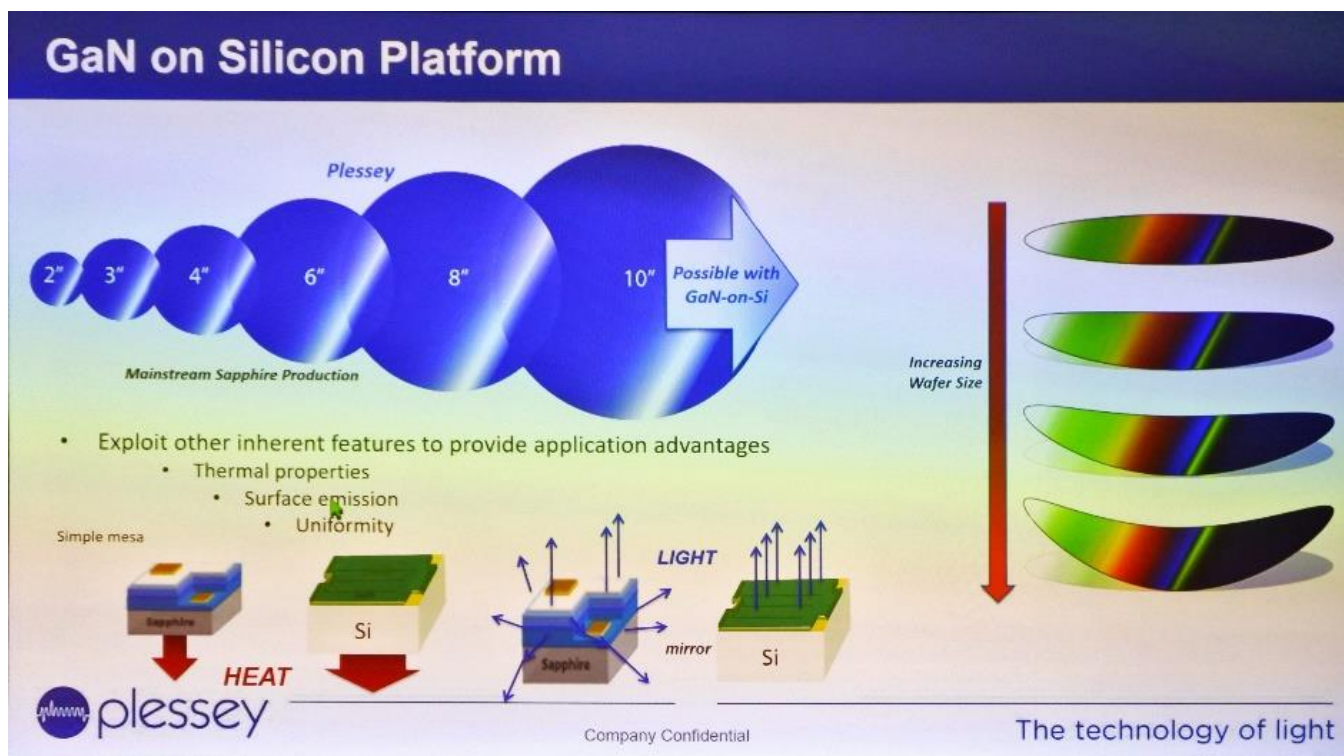 GaN on Silicon Platform
Plessey
2"
3"
4"
6"
8"
10"
Possible with
GaN-on-Si
Mainstream Sapphire Production
Increasing
Wafer Size
• Exploit other inherent features to provide application advantages
• Thermal properties
• Surface emission
• Uniformity
Simple mesa
Sapphire
Si
HEAT
LIGHT
Sapphire
mirror
Si
plessey
Company Confidential
The technology of light